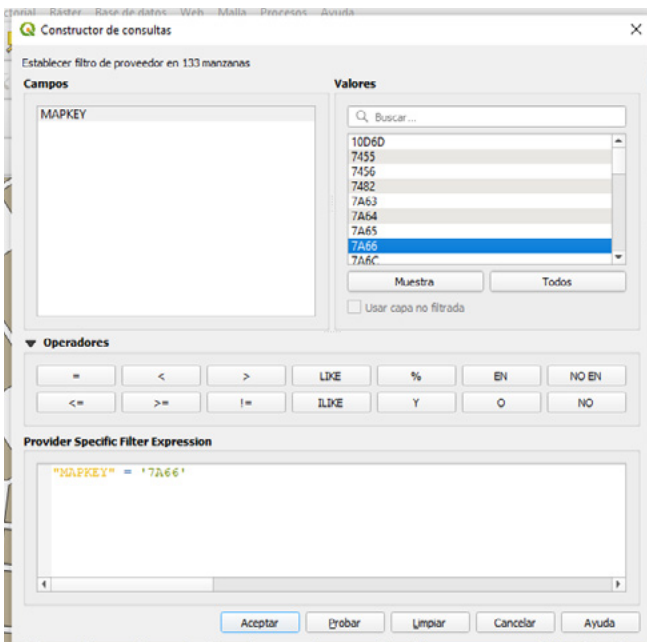 ctorial Ráster Base de datos Web Malla Procesos Ayuda
Constructor de consultas
Establecer filtro de proveedor en 133 manzanas
Campos Valores
MAPKEY
Buscar...
10D6D
7455
7456
7482
7A63
7A64
7A65
7A66
7A6C
Muestra Todos
Usar capa no filtrada
Operadores
= < > LIKE % EN NO EN
<= >= != ILIKE Y O NO
Provider Specific Filter Expression
"MAPKEY" = '7A66'
Aceptar Probar Limpiar Cancelar Ayuda